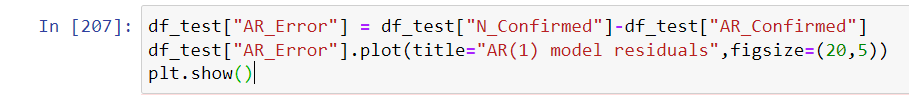 In [207]: df_test["AR_Error"] = df_test["N_Confirmed"]-df_test["AR_Confirmed"]
df_test["AR_Error"].plot(title="AR(1) model residuals",figsize=(20,5))
plt.show()